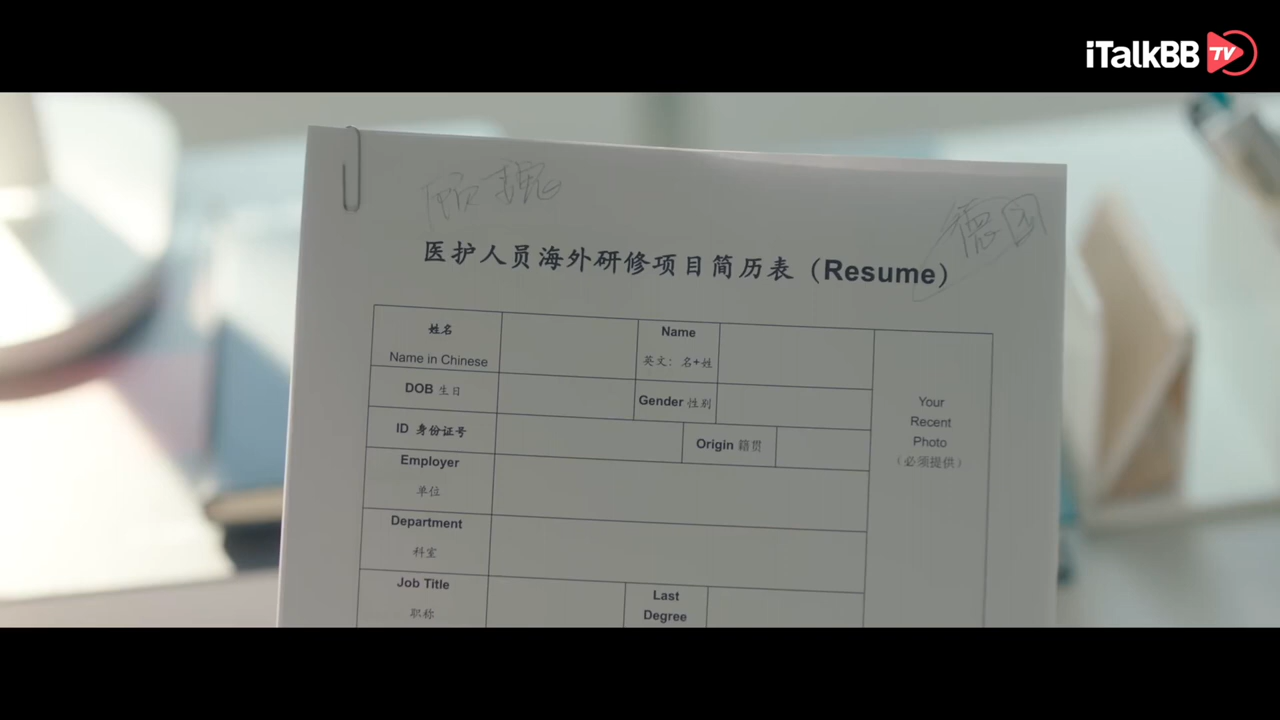 iTalkBB TV
德国
医护人员海外研修项目简历表（Resume）
姓名
Name in Chinese
Name
英文：名+姓
DOB 生日
Gender 性别
ID 身份证号
Origin 籍贯
Your
Recent
Photo
（必须提供）
Employer
单位
Department
科室
Job Title
职称
Last
Degree